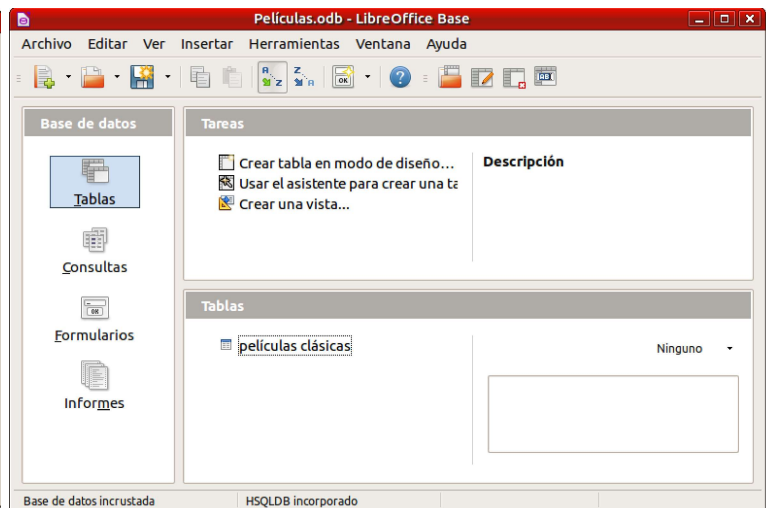 Películas.odb - LibreOffice Base
Archivo Editar Ver Insertar Herramientas Ventana Ayuda
Base de datos
Tablas
Consultas
Formularios
Informes
Tareas
Crear tabla en modo de diseño...
Usar el asistente para crear una ta
Crear una vista...
Descripción
Tablas
películas clásicas
Ninguno
Base de datos incrustada
HSQLDB incorporado